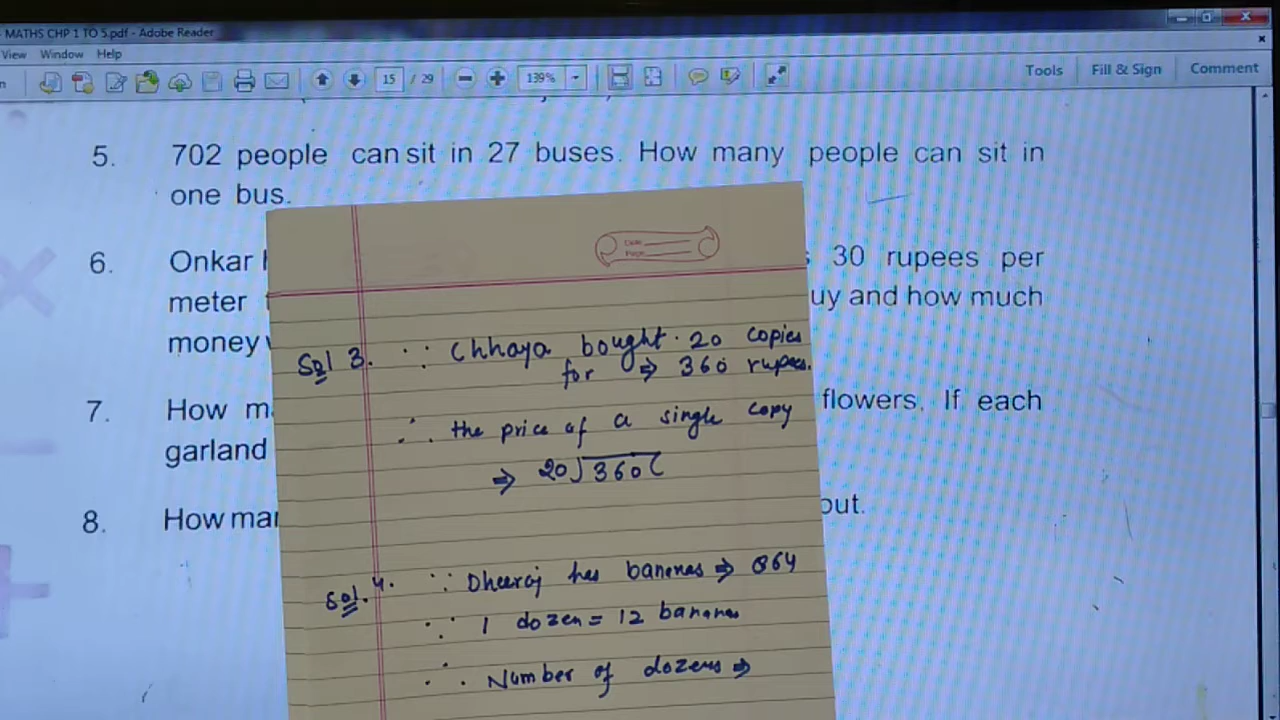 - MATHS CHP 1 TO 5.pdf - Adobe Reader
View Window Help
15 / 29 139% Tools Fill & Sign Comment
5. 702 people can sit in 27 buses. How many people can sit in
one bus.
6. Onkar 30 rupees per
meter uy and how much
money
7. How m flowers. If each
garland
8. How man out.
Date
Page
Sol 3. ∵ Chhaya bought 20 copies
for ⇒ 360 rupees.
∴ the price of a single copy
⇒ 20)360(
Sol. 4. ∵ Dheeraj has bananas ⇒ 864
∵ 1 dozen = 12 bananas
∴ Number of dozens ⇒